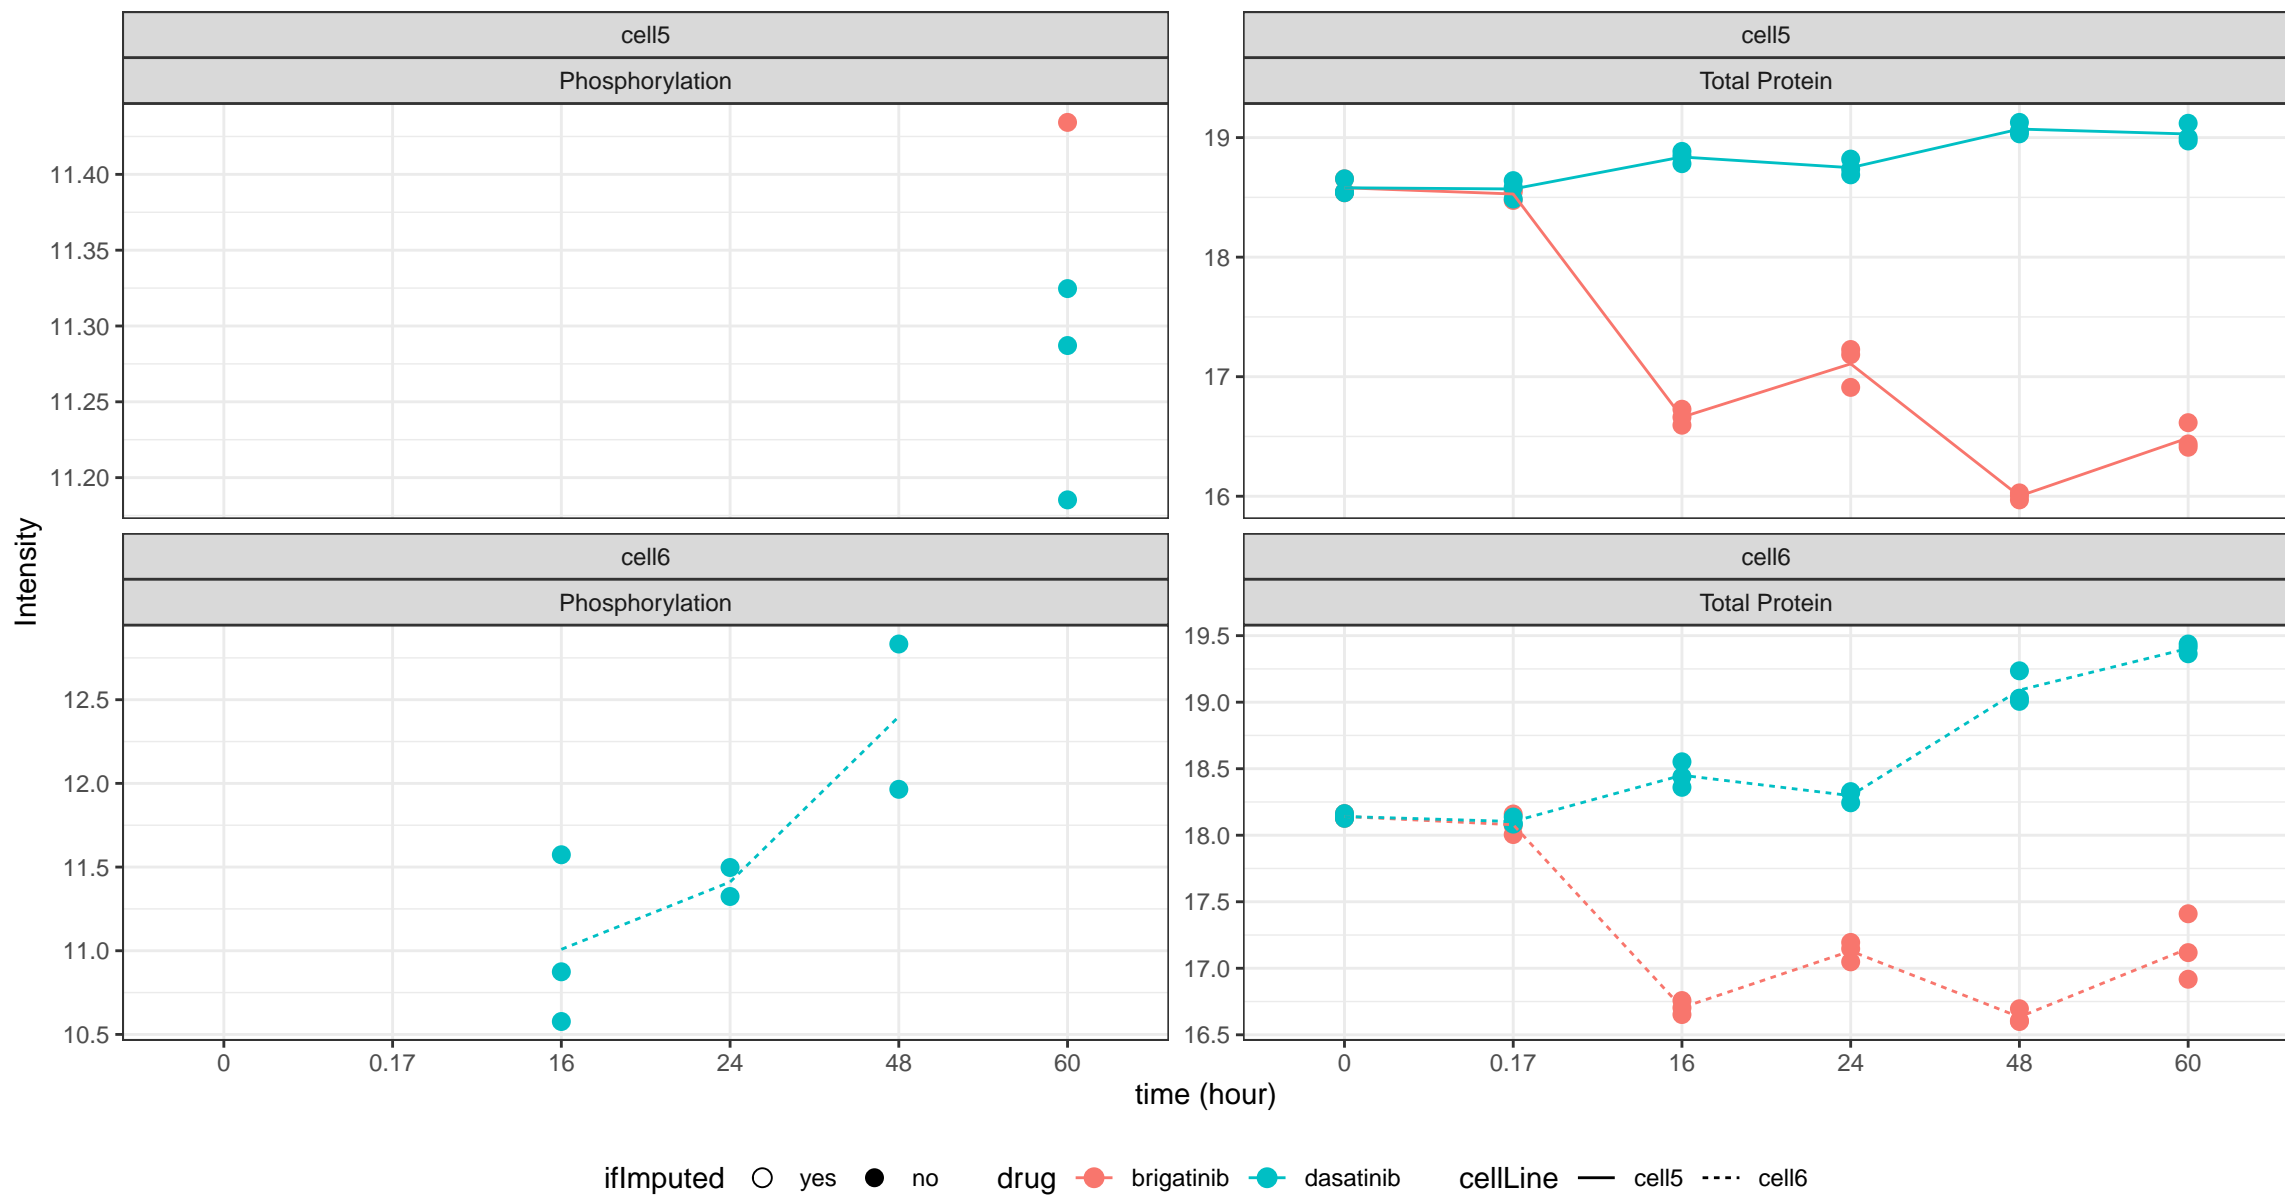 cell5
cell5
Phosphorylation
Total Protein
11.40
11.35
11.30
11.25
11.20
19
18
17
16
cell6
cell6
Phosphorylation
Total Protein
12.5
12.0
11.5
11.0
10.5
19.5
19.0
18.5
18.0
17.5
17.0
16.5
Intensity
0 0.17 16 24 48 60
0 0.17 16 24 48 60
time (hour)
ifImputed yes no drug brigatinib dasatinib cellLine cell5 cell6